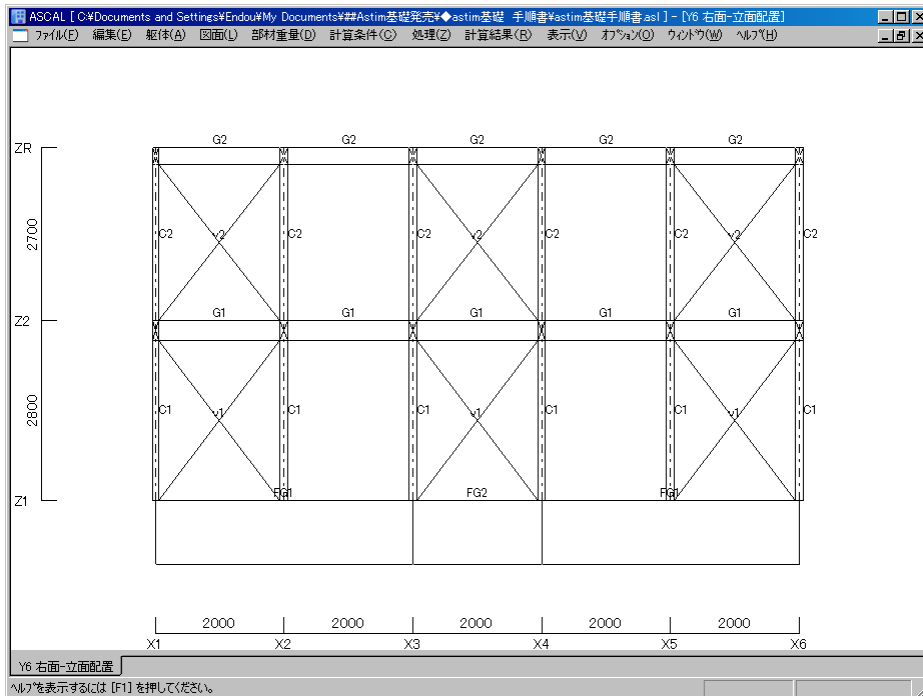 ASCAL [ C:¥Documents and Settings¥Endou¥My Documents¥##Astim基礎発売¥◆astim基礎 手順書¥astim基礎手順書.asl ] - [Y6 右面-立面配置]
ファイル(F) 編集(E) 躯体(A) 図面(L) 部材重量(D) 計算条件(C) 処理(Z) 計算結果(R) 表示(V) オプション(O) ウィンドウ(W) ヘルプ(H)
G2 G2 G2 G2 G2
ZR
2700
C2 v2 C2 C2 v2 C2 C2 v2 C2
G1 G1 G1 G1 G1
Z2
2800
C1 v1 C1 C1 v1 C1 C1 v1 C1
FG1 FG2 FG1
Z1
2000 2000 2000 2000 2000
X1 X2 X3 X4 X5 X6
Y6 右面-立面配置
ヘルプを表示するには [F1] を押してください。